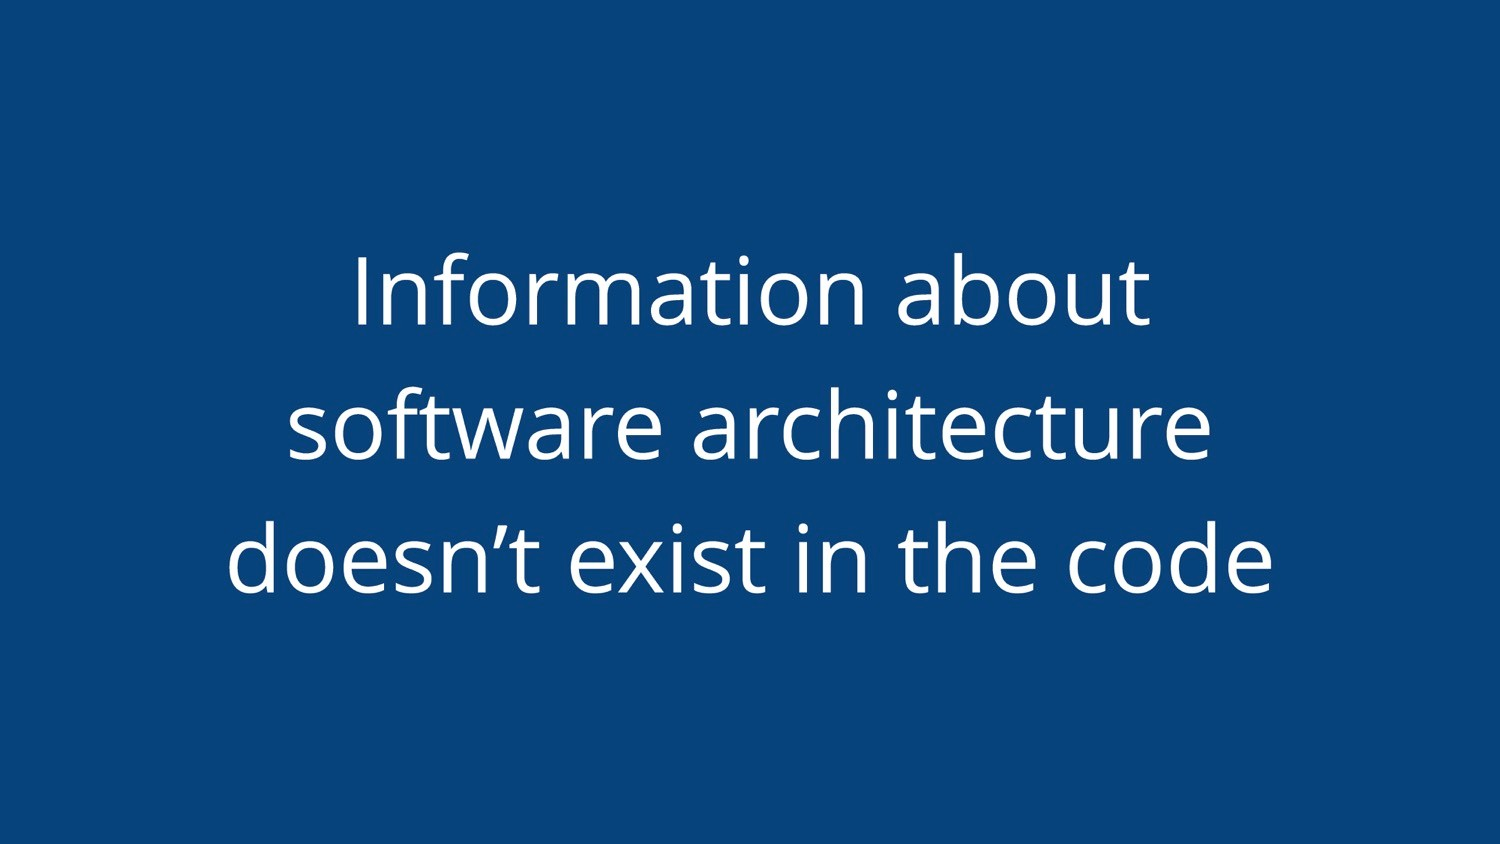 Information about
software architecture
doesn’t exist in the code